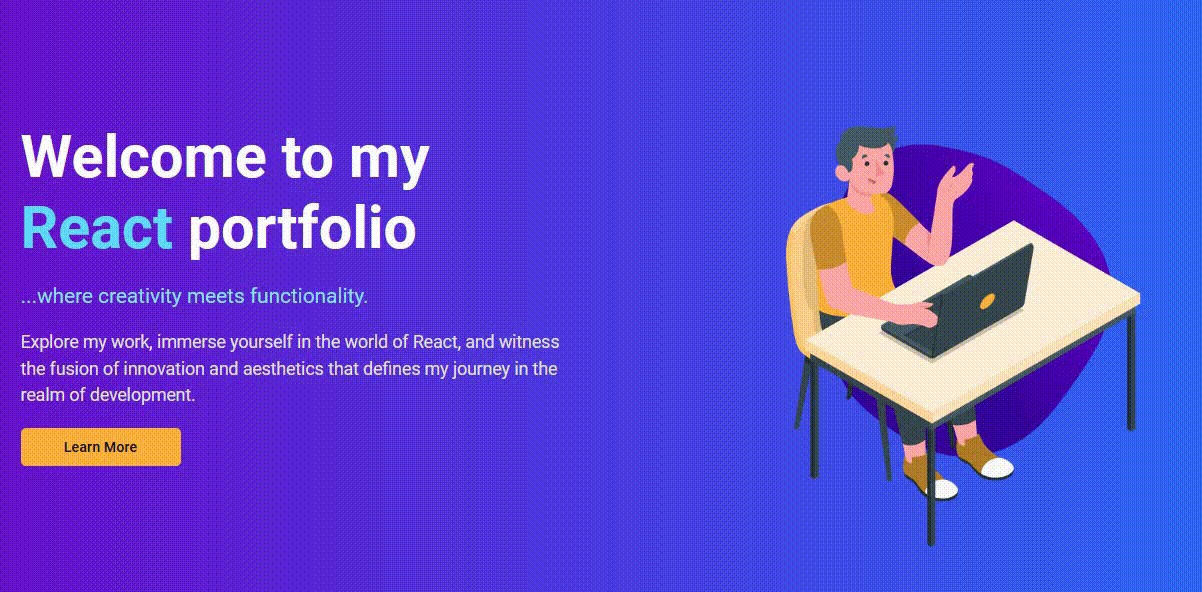 Welcome to my
React portfolio
...where creativity meets functionality.
Explore my work, immerse yourself in the world of React, and witness
the fusion of innovation and aesthetics that defines my journey in the
realm of development.
Learn More